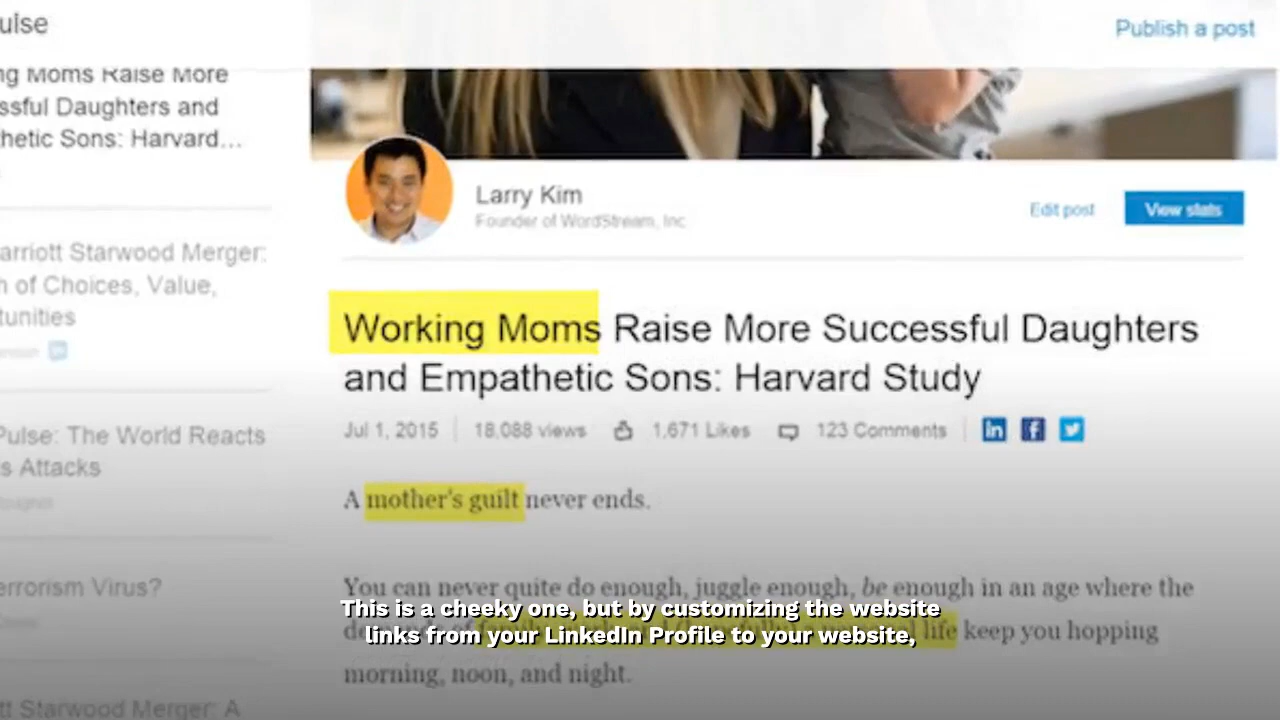 ulse
Publish a post
ng Moms Raise More
ssful Daughters and
hetic Sons: Harvard...
Larry Kim
Founder of WordStream, Inc
Edit post
View stats
arriott Starwood Merger:
h of Choices, Value,
tunities
Working Moms Raise More Successful Daughters
and Empathetic Sons: Harvard Study
Jul 1, 2015
18,088 views
1,671 Likes
123 Comments
in
f
Pulse: The World Reacts
s Attacks
A mother's guilt never ends.
errorism Virus?
You can never quite do enough, juggle enough, be enough in an age where the
life keep you hopping
morning, noon, and night.
This is a cheeky one, but by customizing the website
links from your LinkedIn Profile to your website,
tt Starwood Merger: A